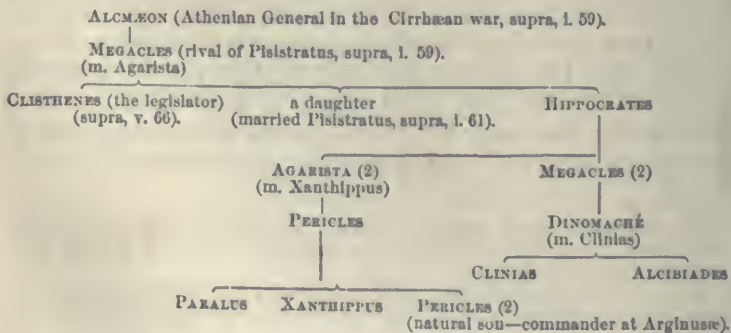 ALCMÆON (Athenian General in the Cirrhæan war, supra, i. 59).
MEGACLES (rival of Pisistratus, supra, i. 59).
(m. Agarista)
CLISTHENES (the legislator) a daughter HIPPOCRATES
(supra, v. 66). (married Pisistratus, supra, i. 61).
AGARISTA (2) MEGACLES (2)
(m. Xanthippus)
PERICLES DINOMACHÉ
(m. Clinias)
CLINIAS ALCIBIADES
PARALUS XANTHIPPUS PERICLES (2)
(natural son—commander at Arginusæ).